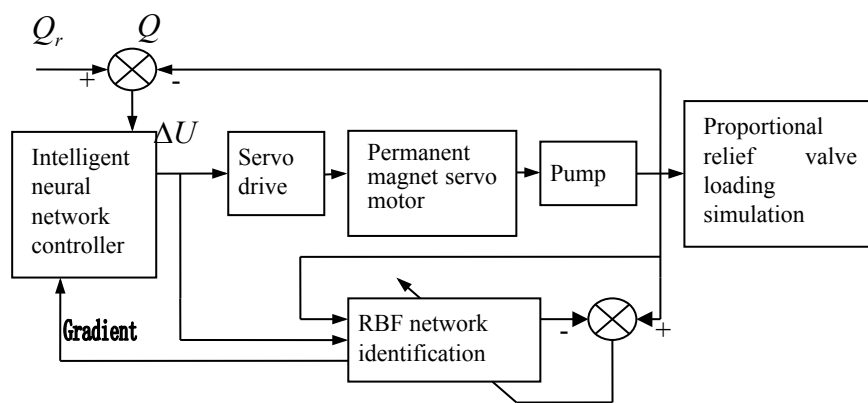 Q_r
Q
+
-
ΔU
Intelligent
neural
network
controller
Servo
drive
Permanent
magnet servo
motor
Pump
Proportional
relief valve
loading
simulation
Gradient
RBF network
identification
-
+